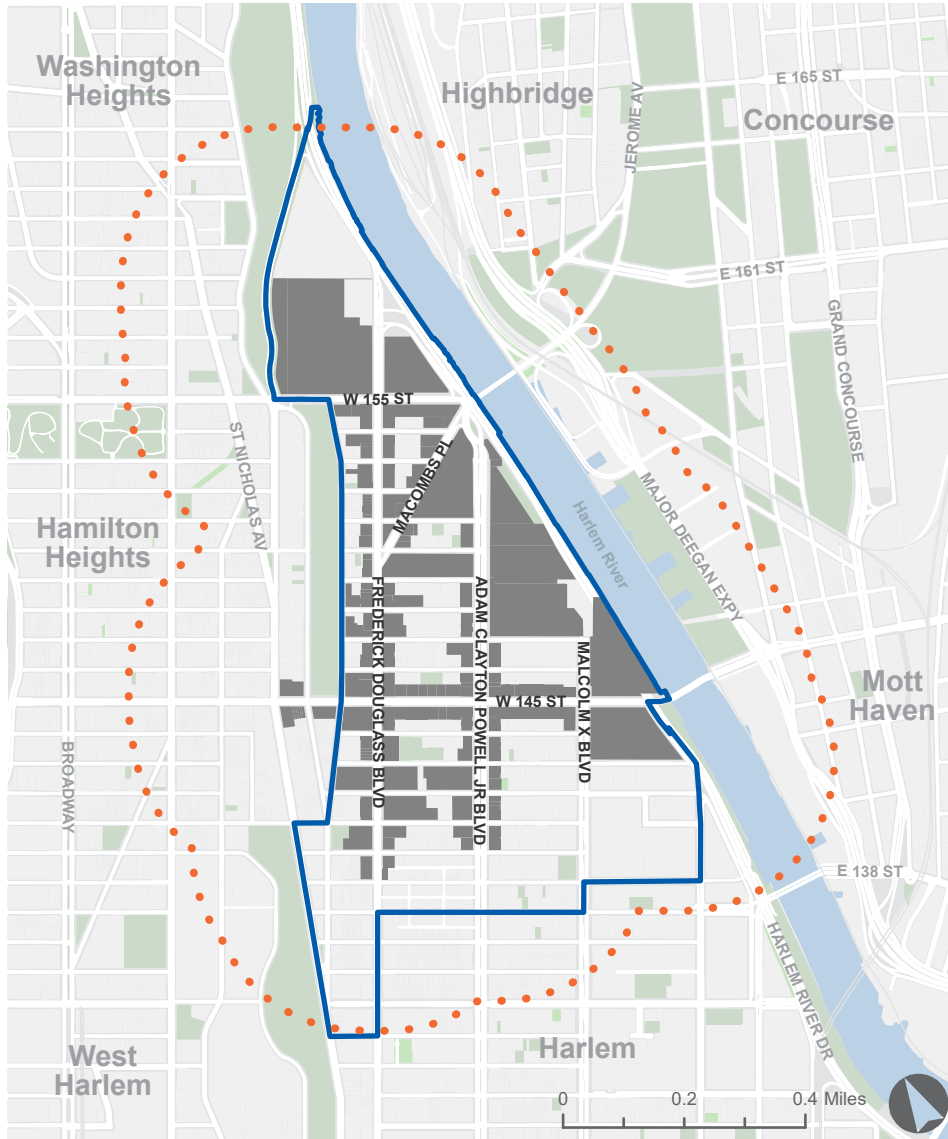 Washington
Heights
Highbridge
E 165 ST
Concourse
JEROME AV
E 161 ST
GRAND CONCOURSE
W 155 ST
ST NICHOLAS AV
MACOMBS PL
MAJOR DEEGAN EXPY
Harlem River
Hamilton
Heights
FREDERICK DOUGLASS BLVD
ADAM CLAYTON POWELL JR BLVD
MALCOLM X BLVD
W 145 ST
Mott
Haven
BROADWAY
E 138 ST
HARLEM RIVER DR
West
Harlem
Harlem
0 0.2 0.4 Miles